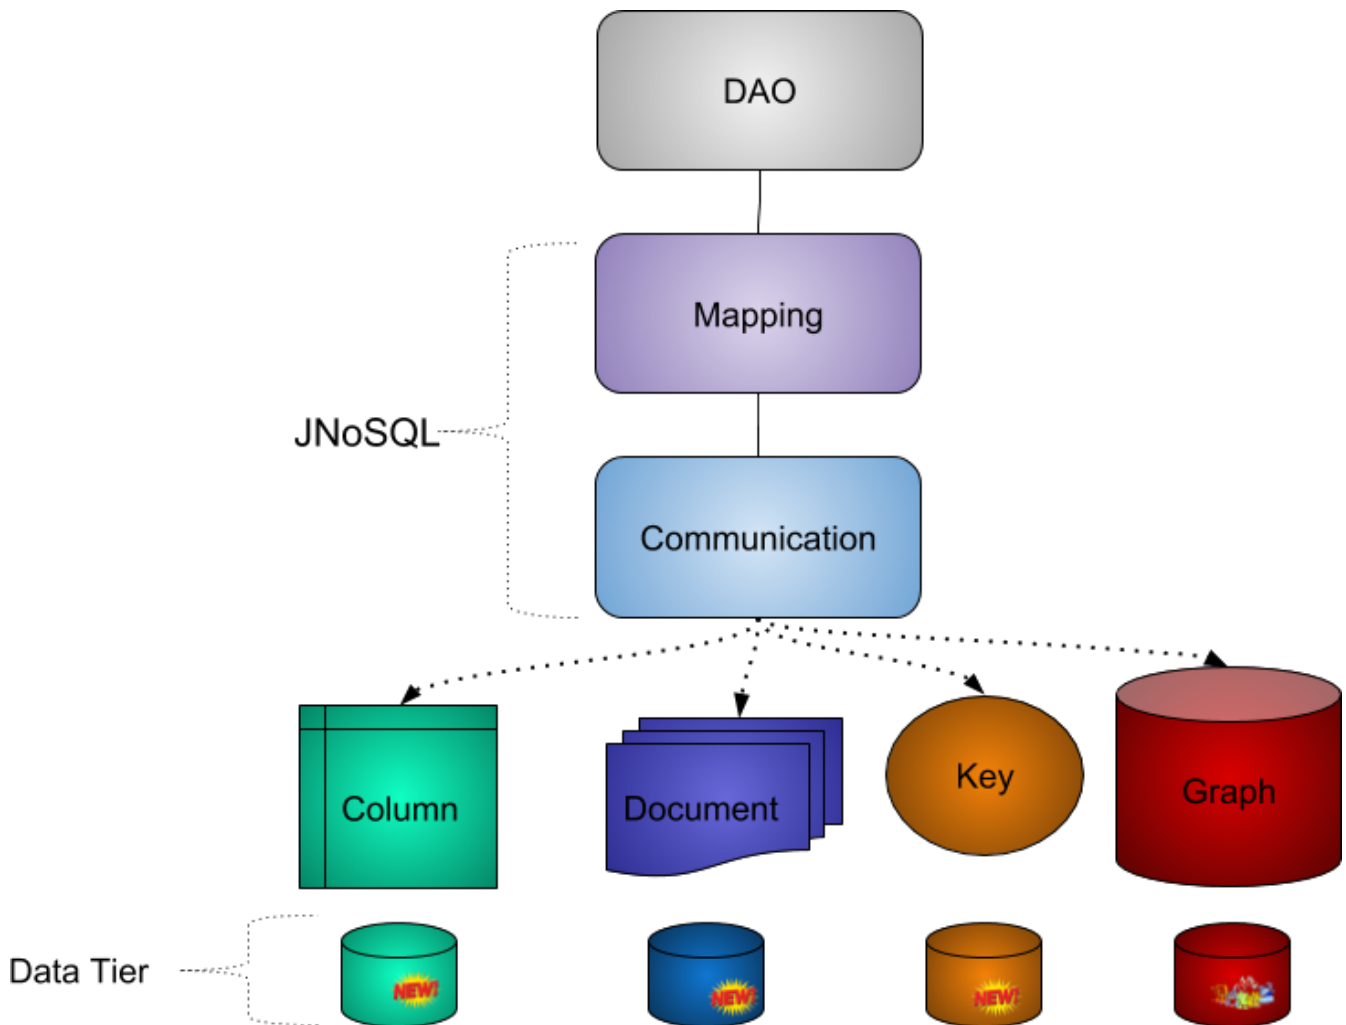 DAO
Mapping
JNoSQL
Communication
Column
Document
Key
Graph
Data Tier
NEW!
NEW!
NEW!